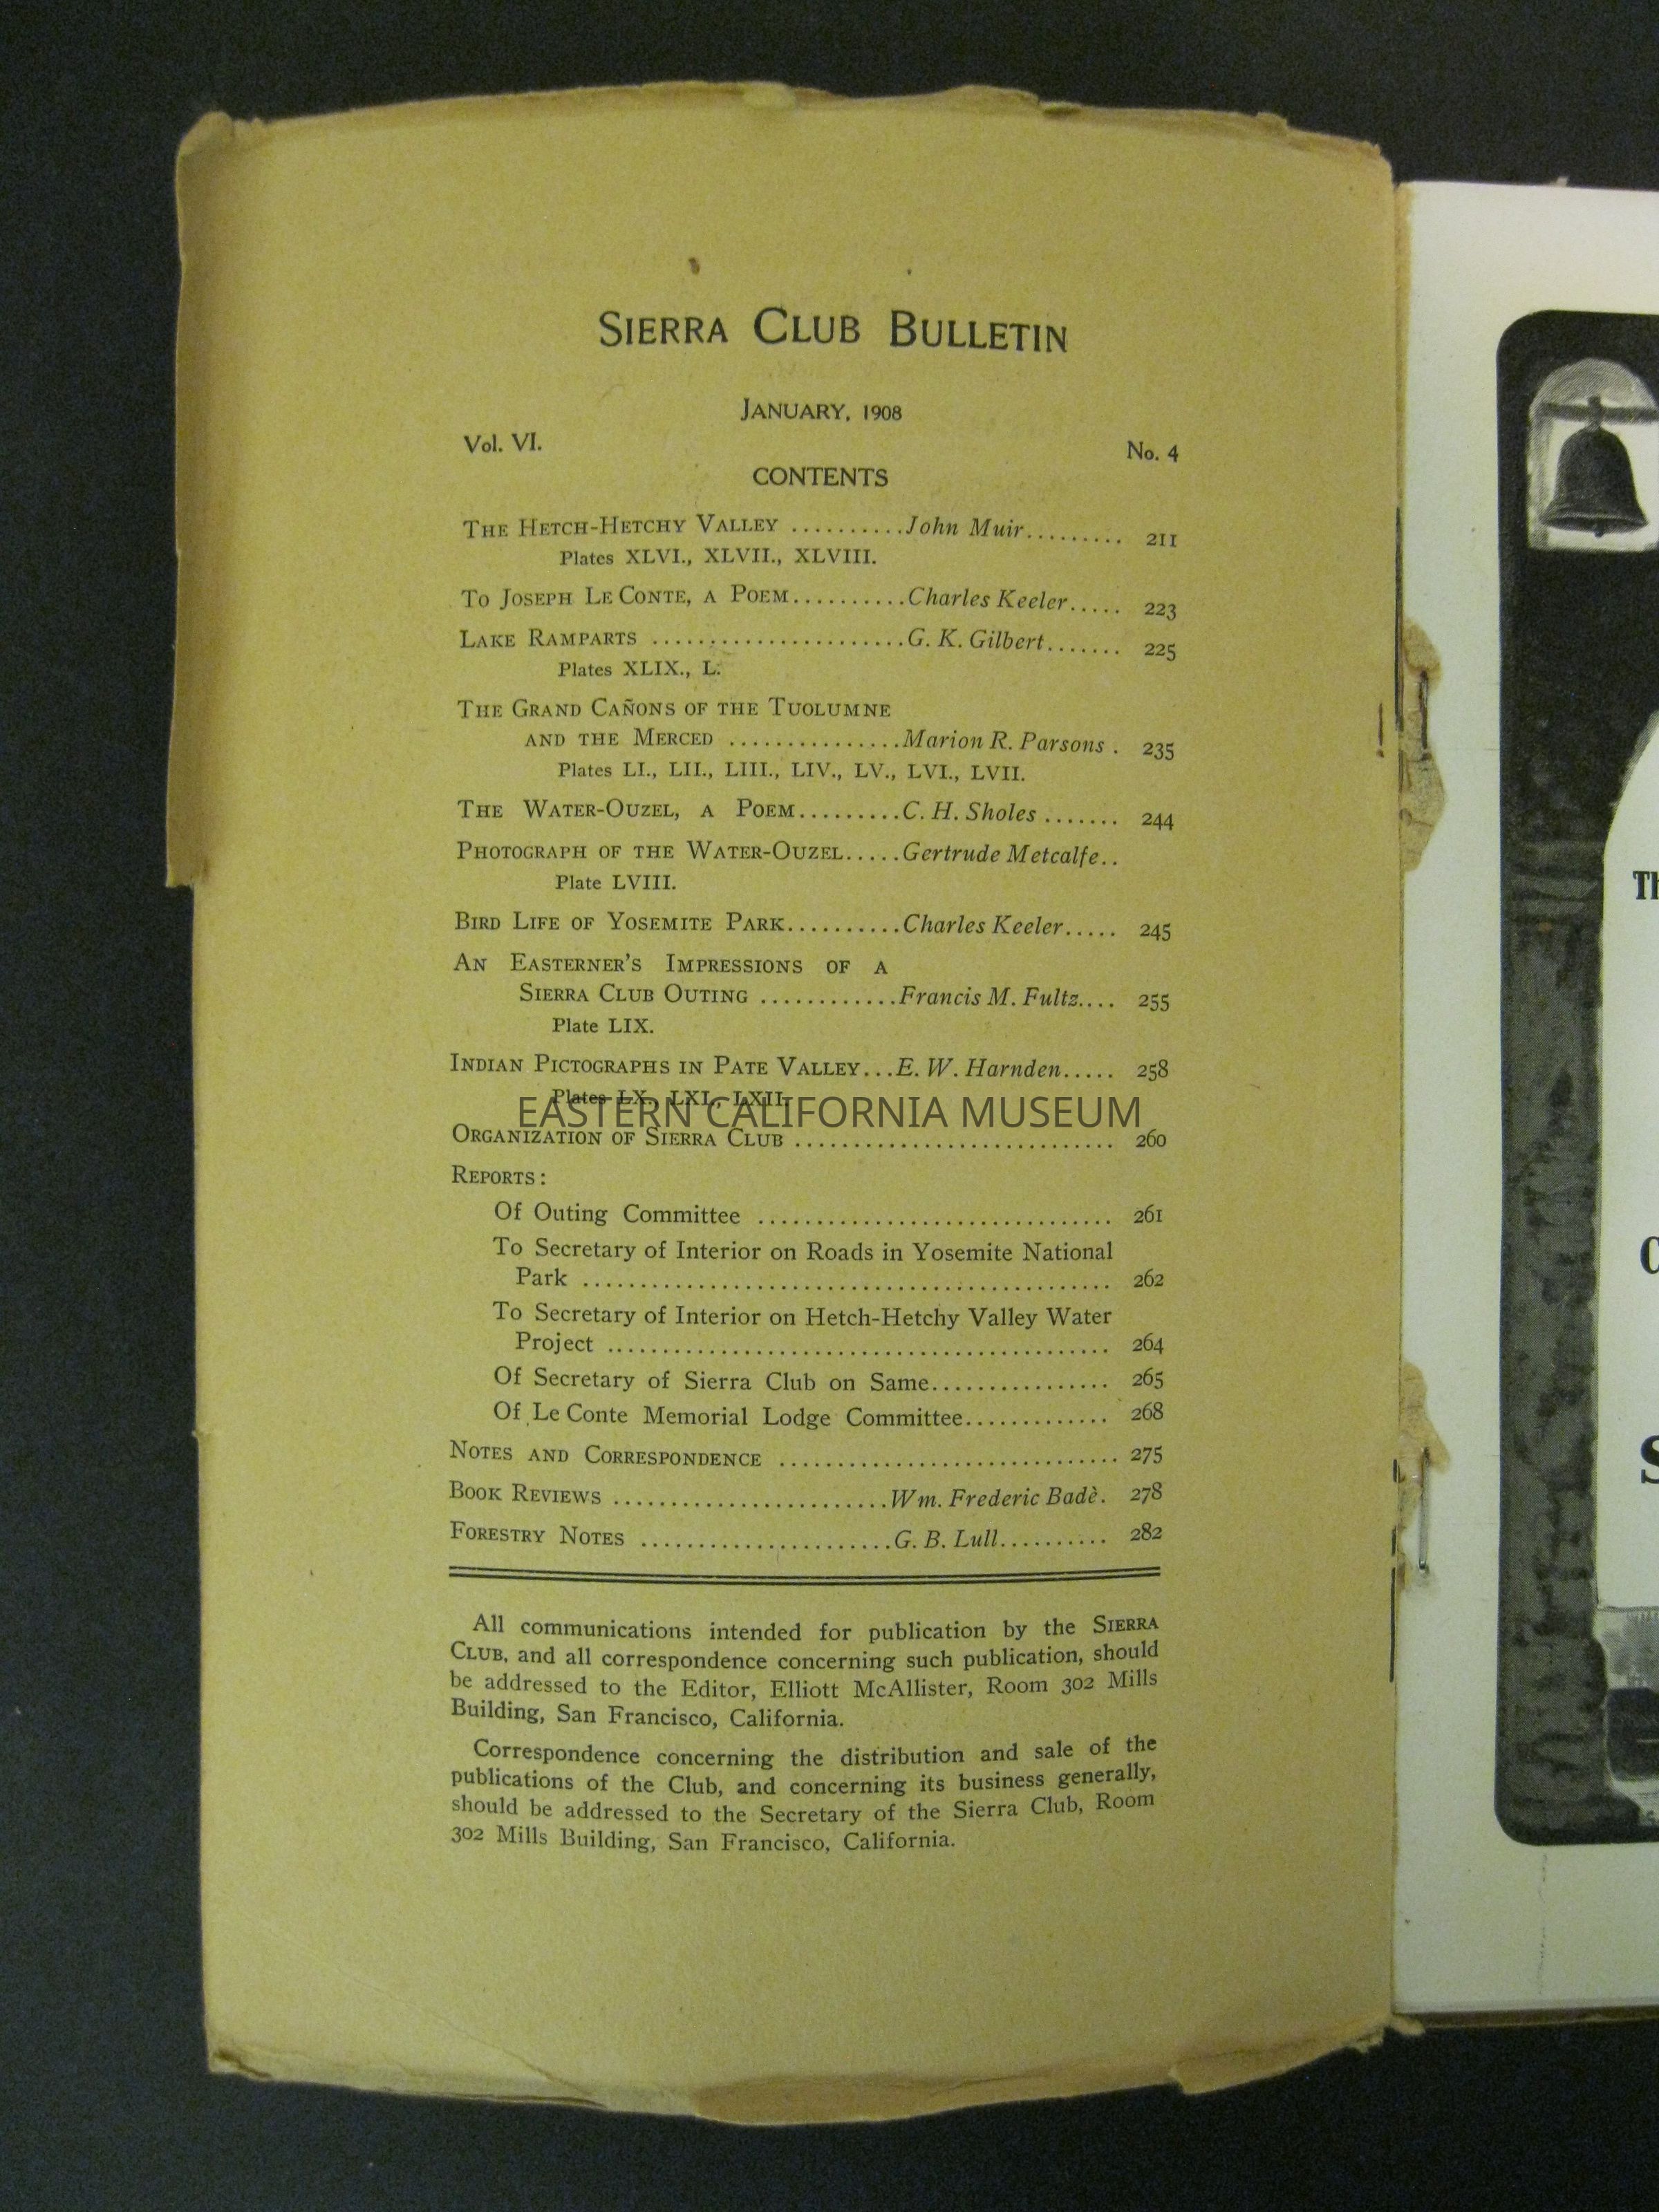 SIERRA CLUB BULLETIN
JANUARY, 1908
Vol. VI.
No. 4
CONTENTS
THE HETCH-HETCHY VALLEY ..........John Muir......... 211
Plates XLVI., XLVII., XLVIII.
TO JOSEPH LE CONTE, A POEM..........Charles Keeler..... 223
LAKE RAMPARTS ......................G. K. Gilbert....... 225
Plates XLIX., L.
THE GRAND CAÑONS OF THE TUOLUMNE
AND THE MERCED ...............Marion R. Parsons . 235
Plates LI., LII., LIII., LIV., LV., LVI., LVII.
THE WATER-OUZEL, A POEM.........C. H. Sholes ....... 244
PHOTOGRAPH OF THE WATER-OUZEL.....Gertrude Metcalfe..
Plate LVIII.
BIRD LIFE OF YOSEMITE PARK..........Charles Keeler..... 245
AN EASTERNER'S IMPRESSIONS OF A
SIERRA CLUB OUTING ............Francis M. Fultz.... 255
Plate LIX.
INDIAN PICTOGRAPHS IN PATE VALLEY...E. W. Harnden..... 258
Plates LX., LXI., LXII.
EASTERN CALIFORNIA MUSEUM
ORGANIZATION OF SIERRA CLUB ............................ 260
REPORTS:
Of Outing Committee ............................... 261
To Secretary of Interior on Roads in Yosemite National
Park .............................................. 262
To Secretary of Interior on Hetch-Hetchy Valley Water
Project ............................................ 264
Of Secretary of Sierra Club on Same................ 265
Of Le Conte Memorial Lodge Committee............. 268
NOTES AND CORRESPONDENCE .............................. 275
BOOK REVIEWS ........................Wm. Frederic Badè. 278
FORESTRY NOTES ......................G. B. Lull.......... 282
All communications intended for publication by the SIERRA
CLUB, and all correspondence concerning such publication, should
be addressed to the Editor, Elliott McAllister, Room 302 Mills
Building, San Francisco, California.
Correspondence concerning the distribution and sale of the
publications of the Club, and concerning its business generally,
should be addressed to the Secretary of the Sierra Club, Room
302 Mills Building, San Francisco, California.